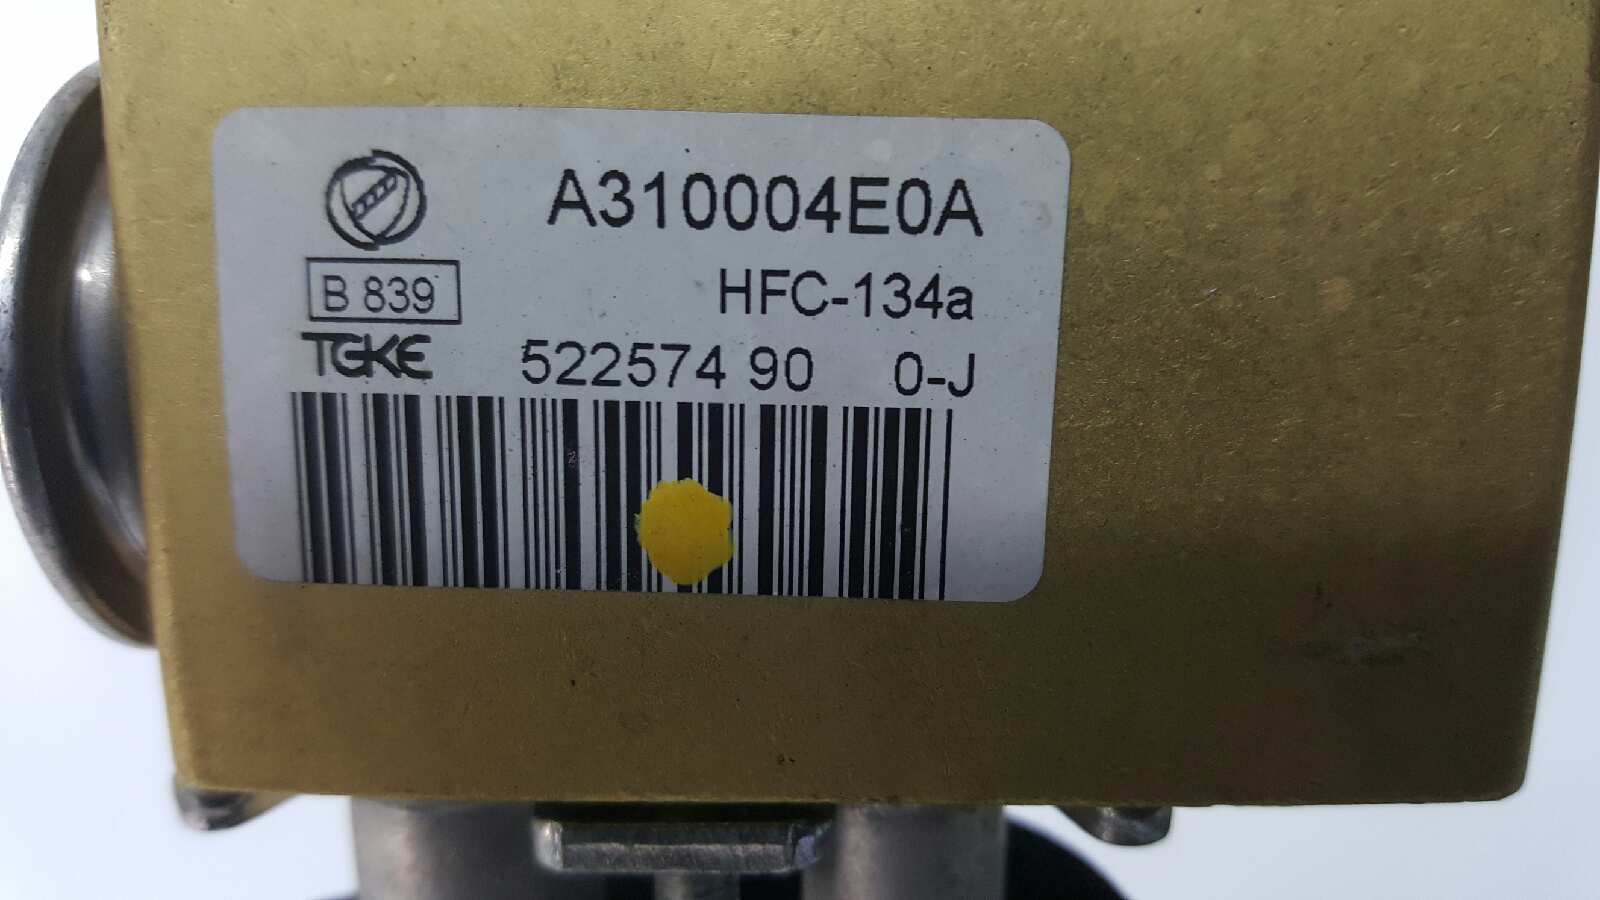 A310004E0A
B 839
HFC-134a
TGKE
522574 90 0-J